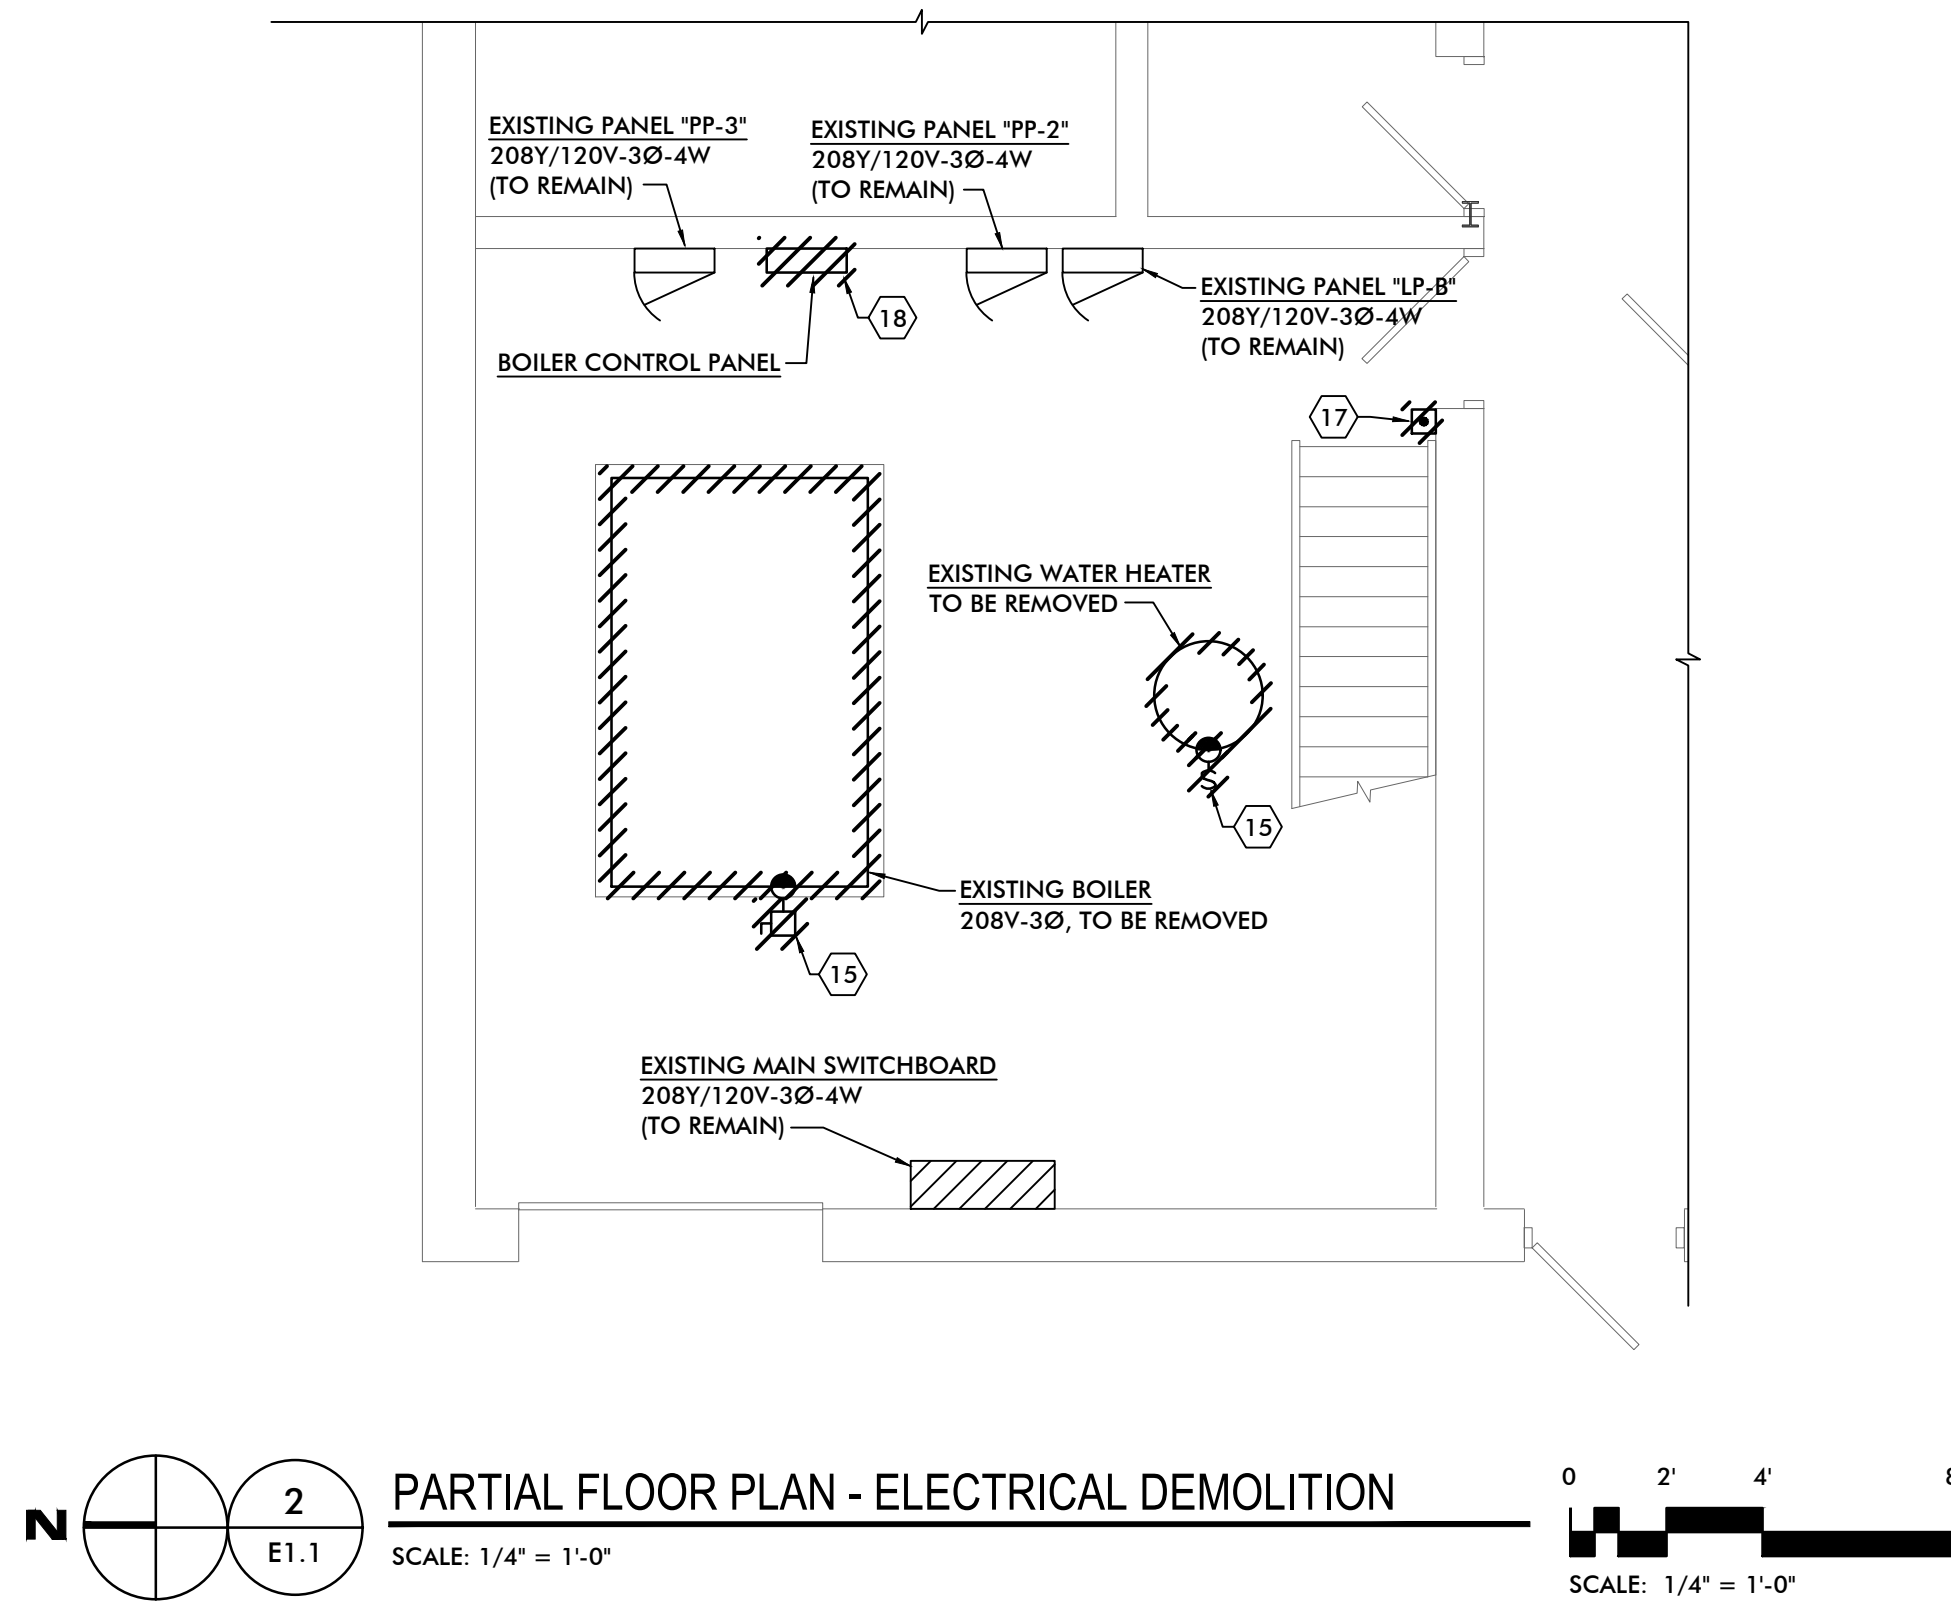 EXISTING PANEL "PP-3"
208Y/120V-3Ø-4W
(TO REMAIN)
EXISTING PANEL "PP-2"
208Y/120V-3Ø-4W
(TO REMAIN)
EXISTING PANEL "LP-B"
208Y/120V-3Ø-4W
(TO REMAIN)
18
BOILER CONTROL PANEL
17
EXISTING WATER HEATER
TO BE REMOVED
S
15
EXISTING BOILER
208V-3Ø, TO BE REMOVED
15
EXISTING MAIN SWITCHBOARD
208Y/120V-3Ø-4W
(TO REMAIN)
N
2
E1.1
PARTIAL FLOOR PLAN - ELECTRICAL DEMOLITION
SCALE: 1/4" = 1'-0"
0 2' 4' 8
SCALE: 1/4" = 1'-0"